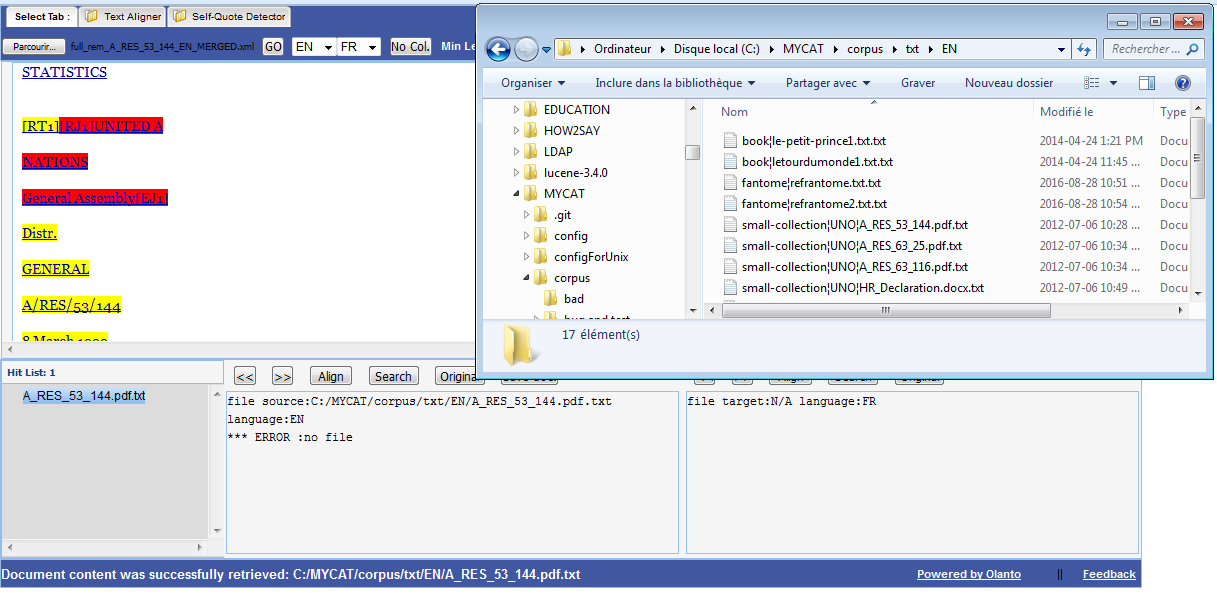 Select Tab :
Text Aligner
Self-Quote Detector
Parcourir...
full_rem_A_RES_53_144_EN_MERGED.xml
GO
EN
FR
No Col.
Min Le
STATISTICS
[RT1][RJ1]UNITED A
NATIONS
General Assembly[EJ1]
Distr.
GENERAL
A/RES/53/144
8 March 1999
Ordinateur
Disque local (C:)
MYCAT
corpus
txt
EN
Rechercher...
Organiser
Inclure dans la bibliothèque
Partager avec
Graver
Nouveau dossier
EDUCATION
HOW2SAY
LDAP
lucene-3.4.0
MYCAT
.git
config
configForUnix
corpus
bad
Nom
Modifié le
Type
book¦le-petit-prince1.txt.txt 2014-04-24 1:21 PM Docu
book¦letourdumonde1.txt.txt 2014-04-24 11:45 ... Docu
fantome¦refrantome.txt.txt 2016-08-28 10:51 ... Docu
fantome¦refrantome2.txt.txt 2016-08-28 10:54 ... Docu
small-collection¦UNO¦A_RES_53_144.pdf.txt 2012-07-06 10:28 ... Docu
small-collection¦UNO¦A_RES_63_25.pdf.txt 2012-07-06 10:34 ... Docu
small-collection¦UNO¦A_RES_63_116.pdf.txt 2012-07-06 10:34 ... Docu
small-collection¦UNO¦HR_Declaration.docx.txt 2012-07-06 10:49 ... Docu
17 élément(s)
Hit List: 1
A_RES_53_144.pdf.txt
<<
>>
Align
Search
Origina
file source:C:/MYCAT/corpus/txt/EN/A_RES_53_144.pdf.txt
language:EN
*** ERROR :no file
file target:N/A language:FR
Document content was successfully retrieved: C:/MYCAT/corpus/txt/EN/A_RES_53_144.pdf.txt
Powered by Olanto
||
Feedback